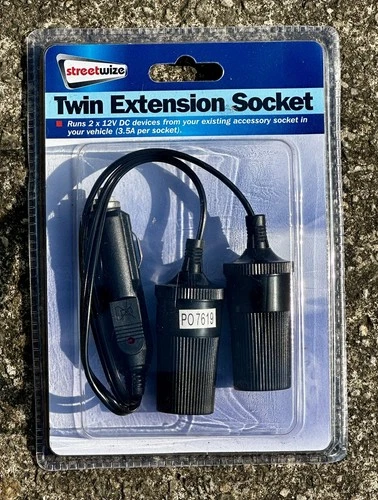 streetwize
Twin Extension Socket
Runs 2 x 12V DC devices from your existing accessory socket in
your vehicle (3.5A per socket).
PO7619